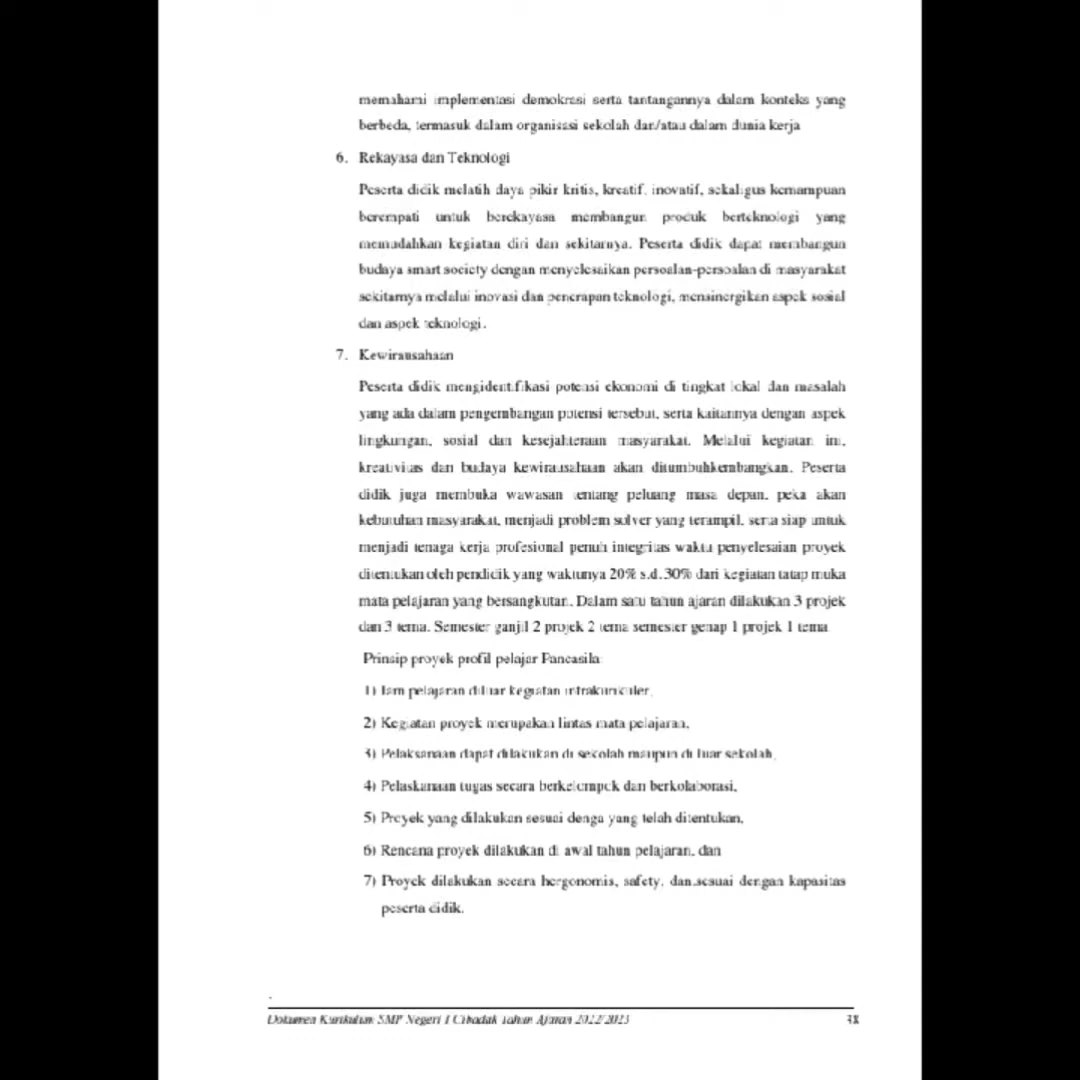 memahami implementasi demokrasi serta tantangannya dalam konteks yang
berbeda, termasuk dalam organisasi sekolah dan/atau dalam dunia kerja
6. Rekayasa dan Teknologi
Peserta didik melatih daya pikir kritis, kreatif, inovatif, sekaligus kemampuan
berempati untuk berekayasa membangun produk berteknologi yang
memudahkan kegiatan diri dan sekitarnya. Peserta didik dapat membangun
budaya smart society dengan menyelesaikan persoalan-persoalan di masyarakat
sekitarnya melalui inovasi dan penerapan teknologi, mensinergikan aspek sosial
dan aspek teknologi.
7. Kewirausahaan
Peserta didik mengidentifikasi potensi ekonomi di tingkat lokal dan masalah
yang ada dalam pengembangan potensi tersebut, serta kaitannya dengan aspek
lingkungan, sosial dan kesejahteraan masyarakat. Melalui kegiatan ini,
kreativitas dan budaya kewirausahaan akan ditumbuhkembangkan. Peserta
didik juga membuka wawasan tentang peluang masa depan, peka akan
kebutuhan masyarakat, menjadi problem solver yang terampil, serta siap untuk
menjadi tenaga kerja profesional penuh integritas waktu penyelesaian proyek
ditentukan oleh pendidik yang waktunya 20% s.d.30% dari kegiatan tatap muka
mata pelajaran yang bersangkutan. Dalam satu tahun ajaran dilakukan 3 projek
dan 3 tema. Semester ganjil 2 projek 2 tema semester genap 1 projek 1 tema
Prinsip proyek profil pelajar Pancasila
1) Jam pelajaran diluar kegiatan intrakurikuler,
2) Kegiatan proyek merupakan lintas mata pelajaran,
3) Pelaksanaan dapat dilakukan di sekolah maupun di luar sekolah,
4) Pelaskanaan tugas secara berkelompok dan berkolaborasi,
5) Proyek yang dilakukan sesuai denga yang telah ditentukan,
6) Rencana proyek dilakukan di awal tahun pelajaran, dan
7) Proyek dilakukan secara hergonomis, safety, dan sesuai dengan kapasitas
peserta didik.
Dokumen Kurikulum SMP Negeri 1 Cibadak Tahun Ajaran 2022/2023 38